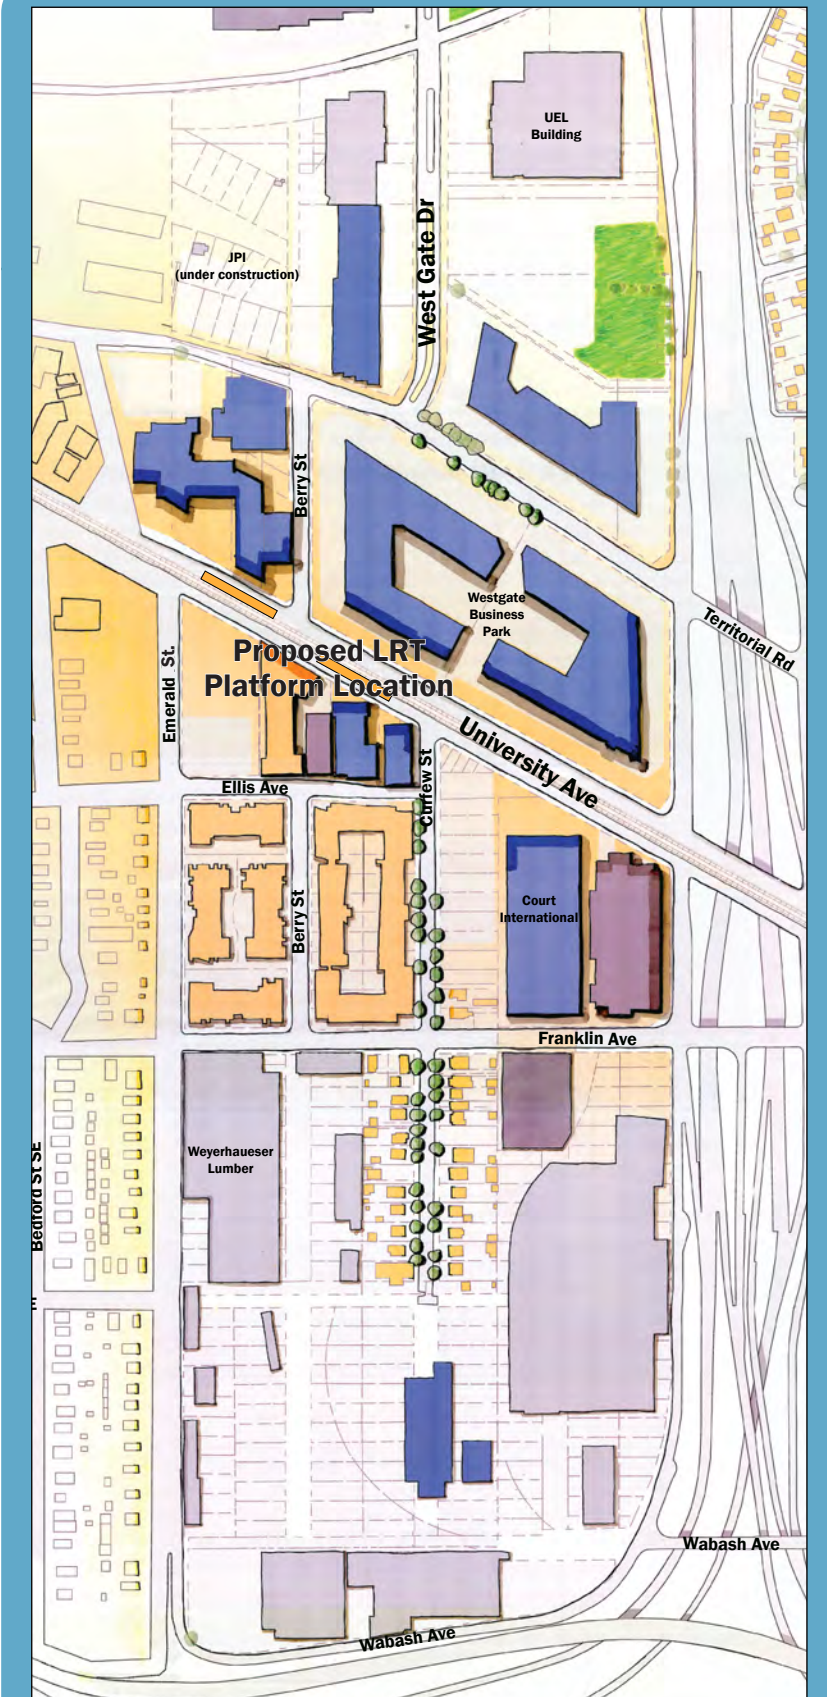 UEL
Building
West Gate Dr
JPI
(under construction)
Berry St
Westgate
Business
Park
Territorial Rd
Proposed LRT
Platform Location
Emerald St.
University Ave
Curfew St
Ellis Ave
Berry St
Court
International
Franklin Ave
Weyerhaueser
Lumber
Bedford St SE
Wabash Ave
Wabash Ave